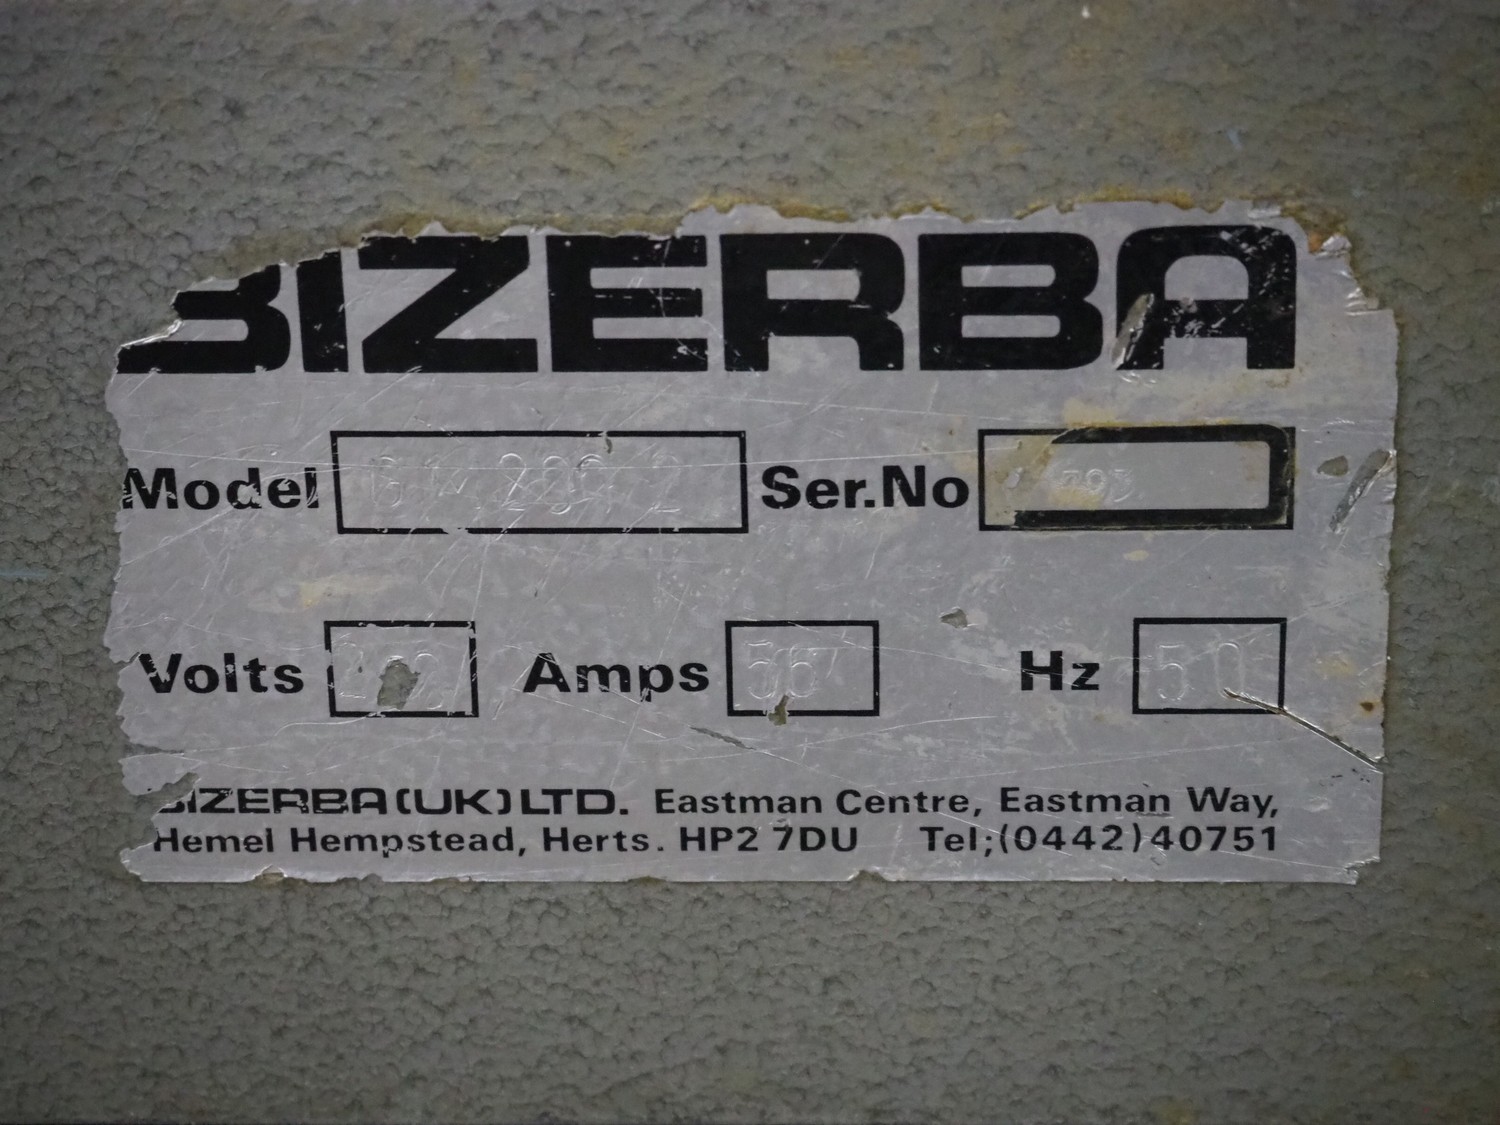 BIZERBA
Model Ser.No
Volts Amps Hz 50
BIZERBA (UK) LTD. Eastman Centre, Eastman Way,
Hemel Hempstead, Herts. HP2 7DU Tel;(0442)40751